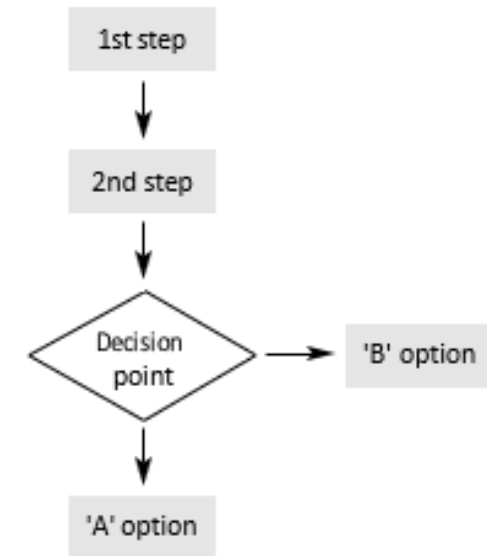 1st step
2nd step
Decision
point
'B' option
'A' option